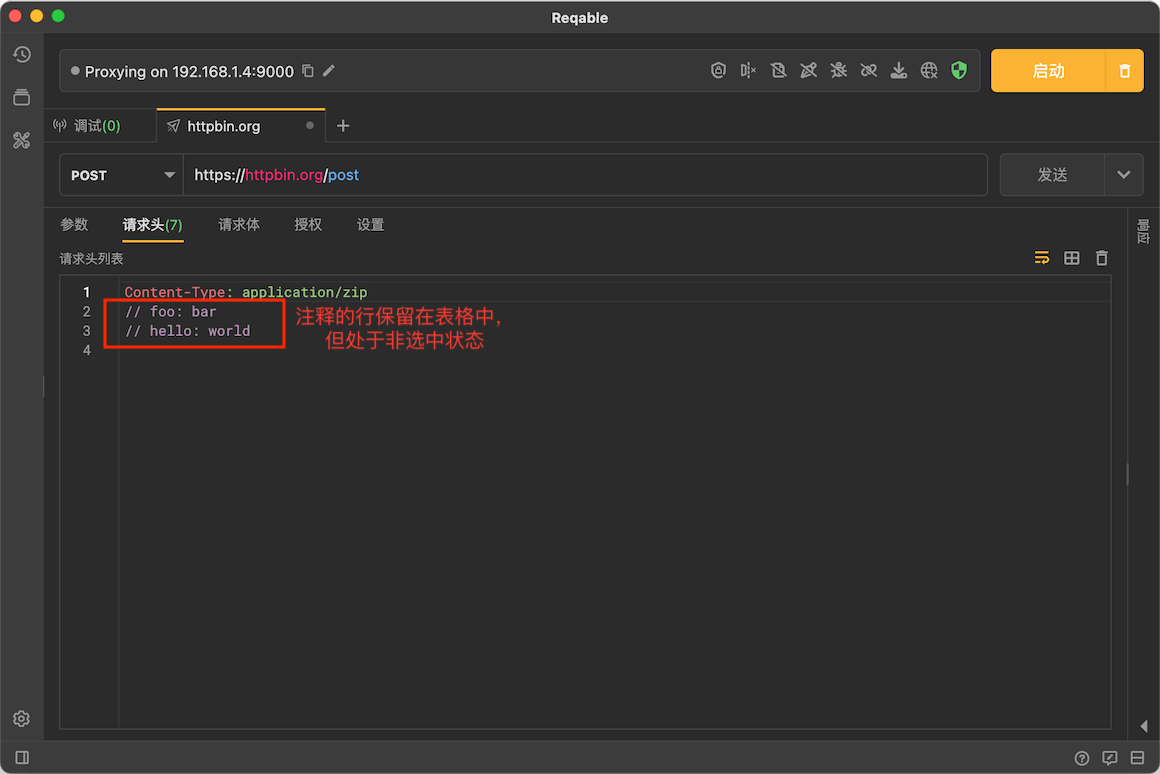 Reqable
Proxying on 192.168.1.4:9000
启动
调试(0)
httpbin.org
POST
https://httpbin.org/post
发送
参数
请求头(7)
请求体
授权
设置
响应
请求头列表
1 Content-Type: application/zip
2 // foo: bar
3 // hello: world
4
注释的行保留在表格中,
但处于非选中状态